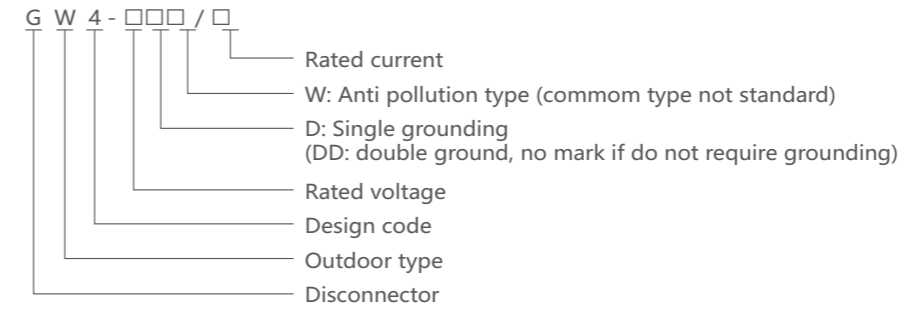 G W 4 - □□□ / □
Rated current
W: Anti pollution type (commom type not standard)
D: Single grounding
(DD: double ground, no mark if do not require grounding)
Rated voltage
Design code
Outdoor type
Disconnector